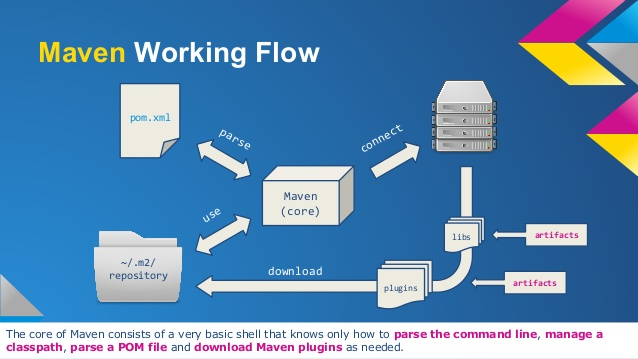 Maven Working Flow
pom.xml
parse
connect
Maven
(core)
use
libs
artifacts
~/.m2/
repository
download
plugins
artifacts
The core of Maven consists of a very basic shell that knows only how to parse the command line, manage a
classpath, parse a POM file and download Maven plugins as needed.